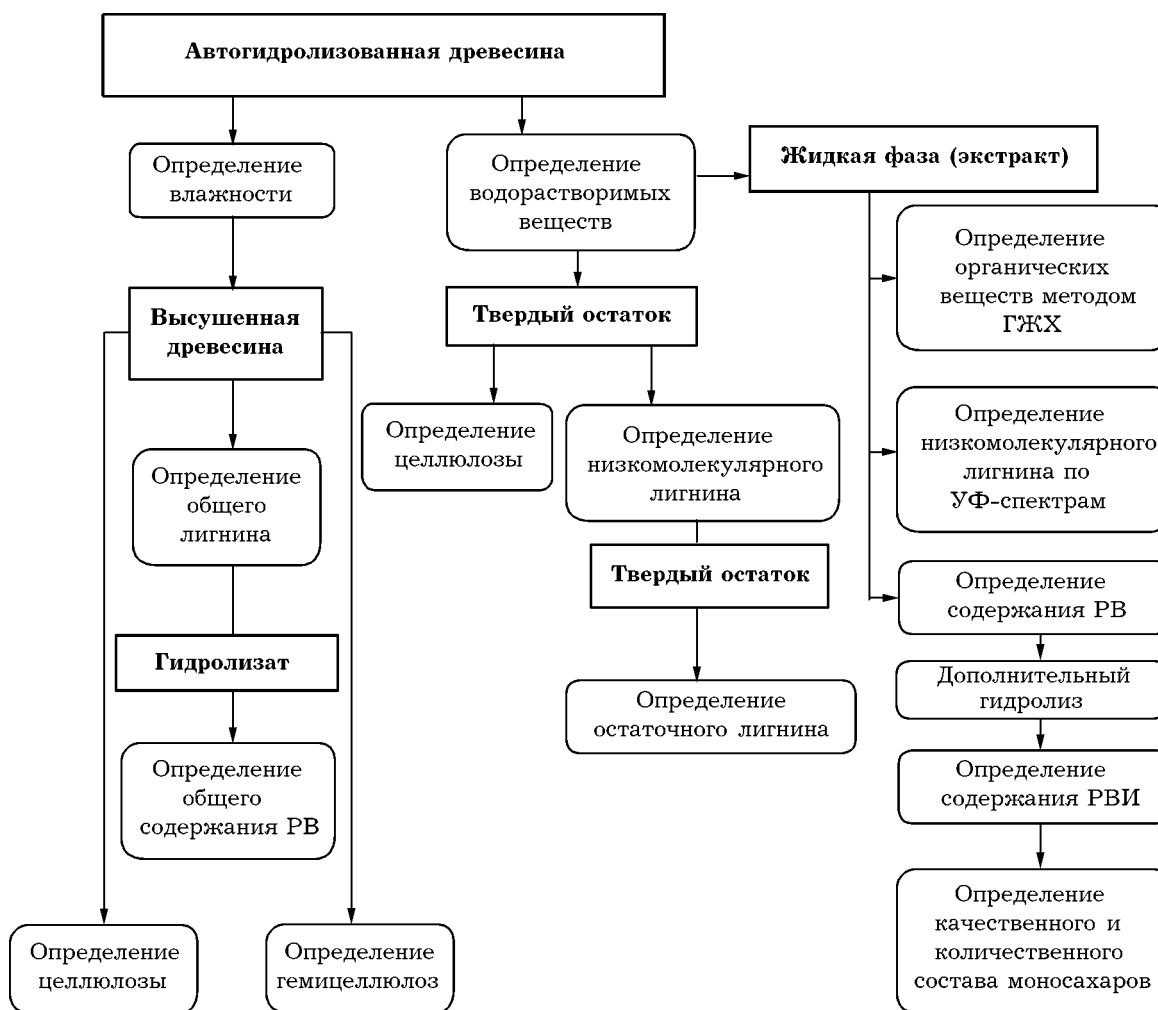 Автогидролизованная древесина
Определение
влажности
Определение
водорастворимых
веществ
Жидкая фаза (экстракт)
Определение
органических
веществ методом
ГЖХ
Высушенная
древесина
Твердый остаток
Определение
целлюлозы
Определение
низкомолекулярного
лигнина
Определение
низкомолекулярного
лигнина по
УФ-спектрам
Определение
общего
лигнина
Твердый остаток
Определение
содержания РВ
Гидролизат
Определение
остаточного лигнина
Дополнительный
гидролиз
Определение
общего
содержания РВ
Определение
содержания РВИ
Определение
целлюлозы
Определение
гемицеллюлоз
Определение
качественного и
количественного
состава моносахаров